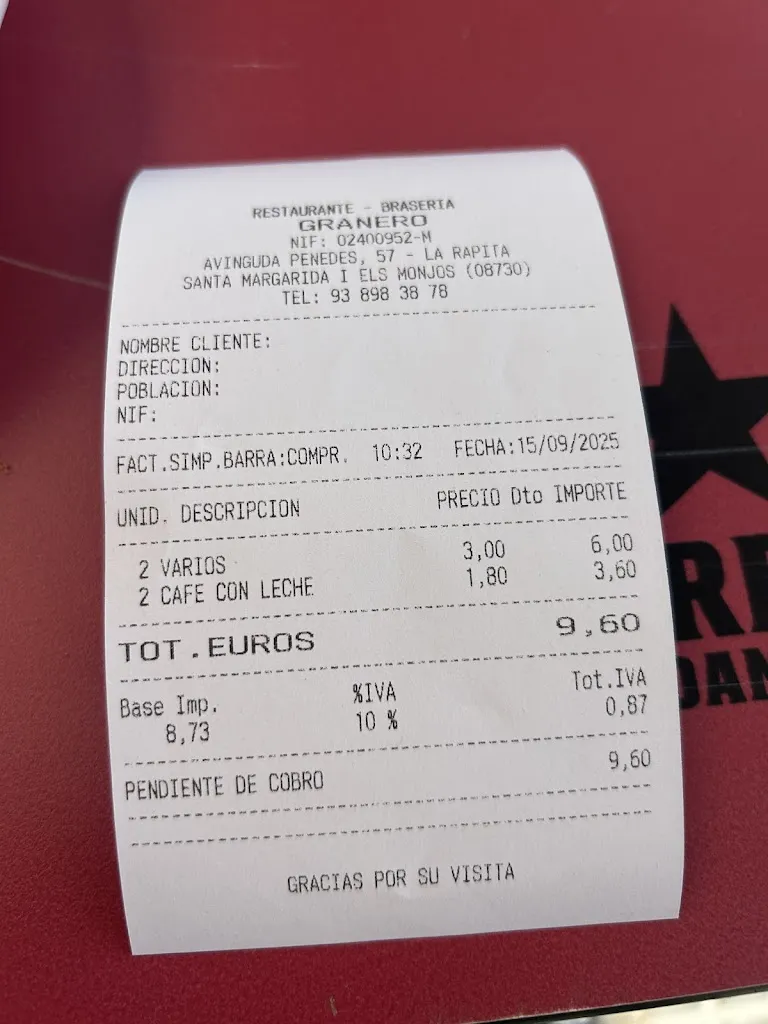 RESTAURANTE - BRASERIA
GRANERO
NIF: 02400952-M
AVINGUDA PENEDES, 57 - LA RAPITA
SANTA MARGARIDA I ELS MONJOS (08730)
TEL: 93 898 38 78
NOMBRE CLIENTE:
DIRECCION:
POBLACION:
NIF:
FACT.SIMP.BARRA:COMPR. 10:32 FECHA:15/09/2025
UNID. DESCRIPCION PRECIO Dto IMPORTE
2 VARIOS 3,00 6,00
2 CAFE CON LECHE 1,80 3,60
TOT.EUROS 9,60
Base Imp. %IVA Tot.IVA
8,73 10 % 0,87
PENDIENTE DE COBRO 9,60
GRACIAS POR SU VISITA